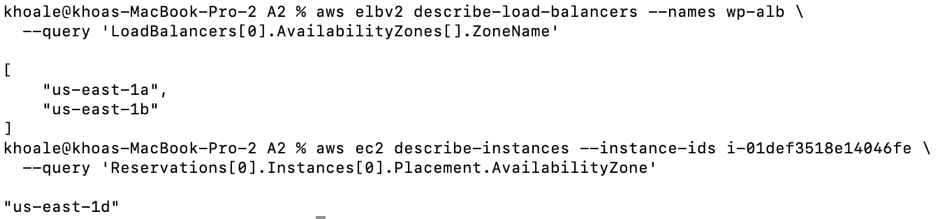 khoale@khoas-MacBook-Pro-2 A2 % aws elbv2 describe-load-balancers --names wp-alb \
  --query 'LoadBalancers[0].AvailabilityZones[].ZoneName'

[
    "us-east-1a",
    "us-east-1b"
]
khoale@khoas-MacBook-Pro-2 A2 % aws ec2 describe-instances --instance-ids i-01def3518e14046fe \
  --query 'Reservations[0].Instances[0].Placement.AvailabilityZone'

"us-east-1d"